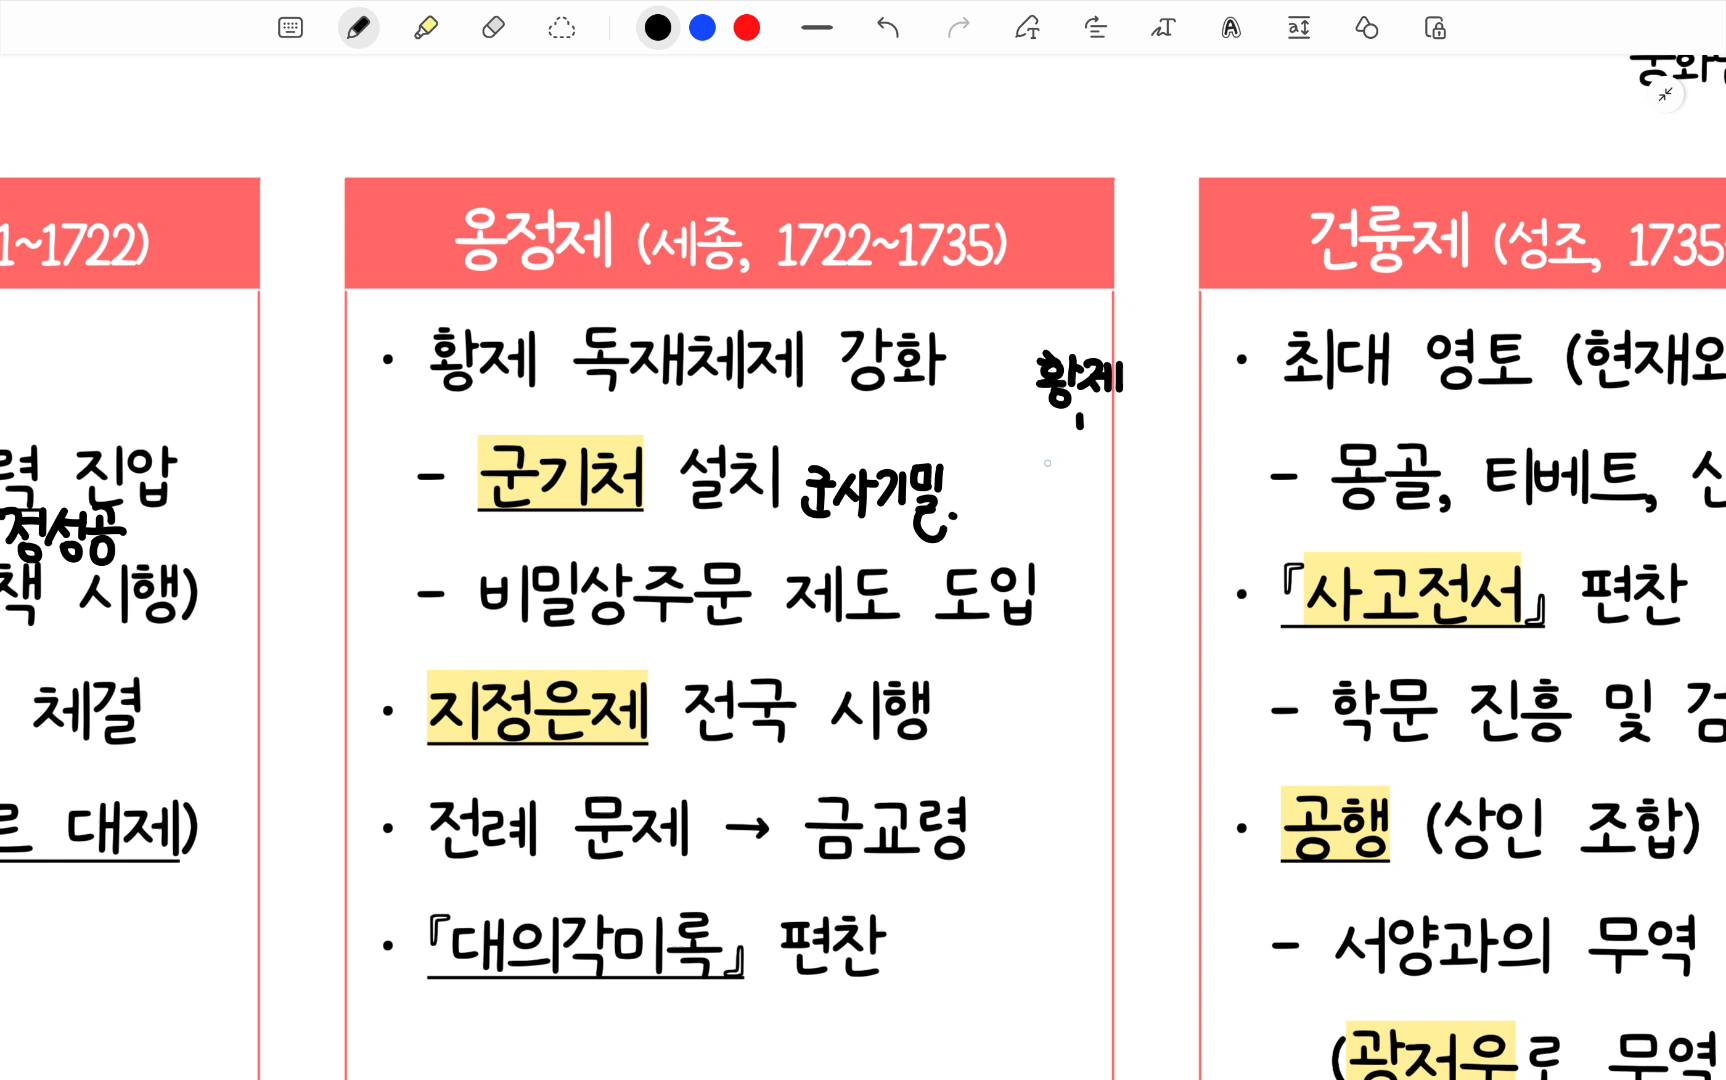 1~1722)
력 진압
정성공
책 시행)
체결
르 대제)
옹정제 (세종, 1722~1735)
· 황제 독재체제 강화
황제
- 군기처 설치 군사기밀.
- 비밀상주문 제도 도입
· 지정은제 전국 시행
· 전례 문제 → 금교령
· 『대의각미록』 편찬
건륭제 (성조, 1735
· 최대 영토 (현재와
- 몽골, 티베트, 신
· 『사고전서』 편찬
- 학문 진흥 및 검
· 공행 (상인 조합)
- 서양과의 무역
(광저우로 무역